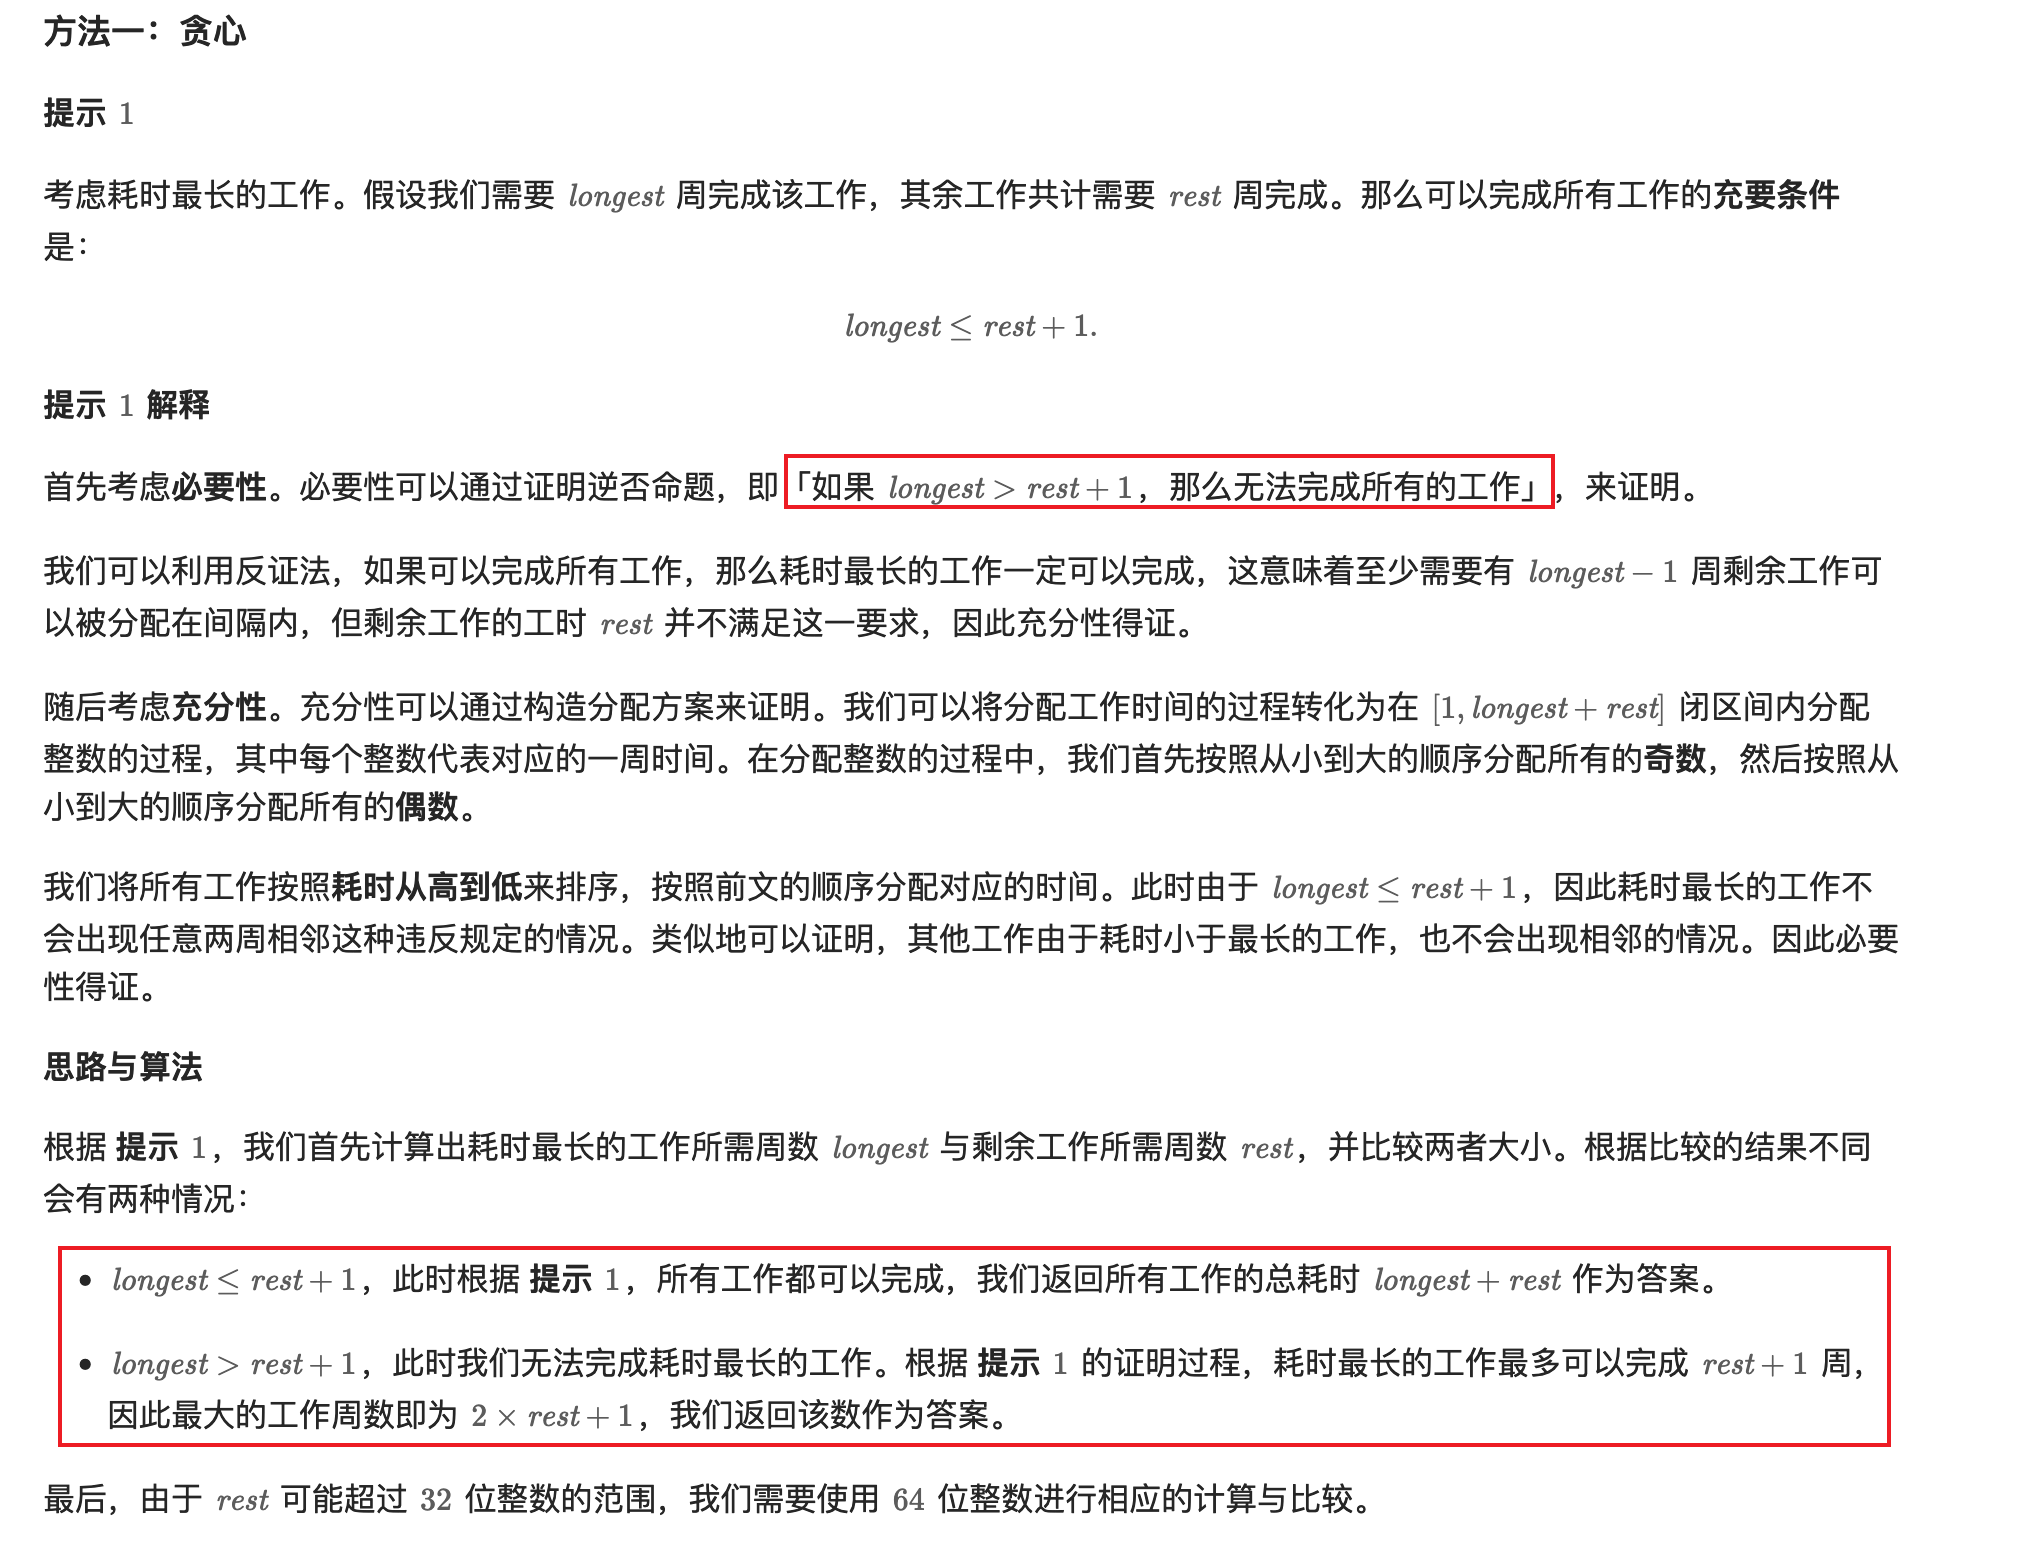 方法一：贪心
提示 1
考虑耗时最长的工作。假设我们需要 longest 周完成该工作，其余工作共计需要 rest 周完成。那么可以完成所有工作的充要条件
是：
longest ≤ rest + 1.
提示 1 解释
首先考虑必要性。必要性可以通过证明逆否命题，即「如果 longest > rest + 1，那么无法完成所有的工作」，来证明。
我们可以利用反证法，如果可以完成所有工作，那么耗时最长的工作一定可以完成，这意味着至少需要有 longest − 1 周剩余工作可
以被分配在间隔内，但剩余工作的工时 rest 并不满足这一要求，因此充分性得证。
随后考虑充分性。充分性可以通过构造分配方案来证明。我们可以将分配工作时间的过程转化为在 [1, longest + rest] 闭区间内分配
整数的过程，其中每个整数代表对应的一周时间。在分配整数的过程中，我们首先按照从小到大的顺序分配所有的奇数，然后按照从
小到大的顺序分配所有的偶数。
我们将所有工作按照耗时从高到低来排序，按照前文的顺序分配对应的时间。此时由于 longest ≤ rest + 1，因此耗时最长的工作不
会出现任意两周相邻这种违反规定的情况。类似地可以证明，其他工作由于耗时小于最长的工作，也不会出现相邻的情况。因此必要
性得证。
思路与算法
根据 提示 1，我们首先计算出耗时最长的工作所需周数 longest 与剩余工作所需周数 rest，并比较两者大小。根据比较的结果不同
会有两种情况：
• longest ≤ rest + 1，此时根据 提示 1，所有工作都可以完成，我们返回所有工作的总耗时 longest + rest 作为答案。
• longest > rest + 1，此时我们无法完成耗时最长的工作。根据 提示 1 的证明过程，耗时最长的工作最多可以完成 rest + 1 周，
因此最大的工作周数即为 2 × rest + 1，我们返回该数作为答案。
最后，由于 rest 可能超过 32 位整数的范围，我们需要使用 64 位整数进行相应的计算与比较。